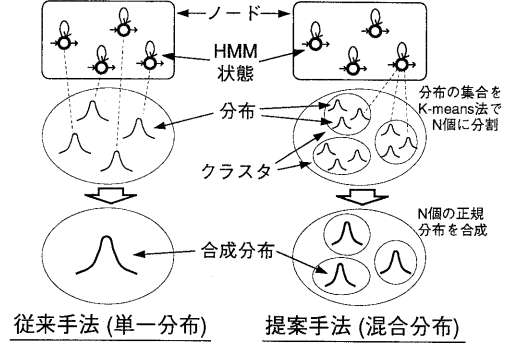 ノード
HMM
状態
分布の集合を
K-means法で
N個に分割
分布
クラスタ
N個の正規
分布を合成
合成分布
従来手法(単一分布)
提案手法(混合分布)